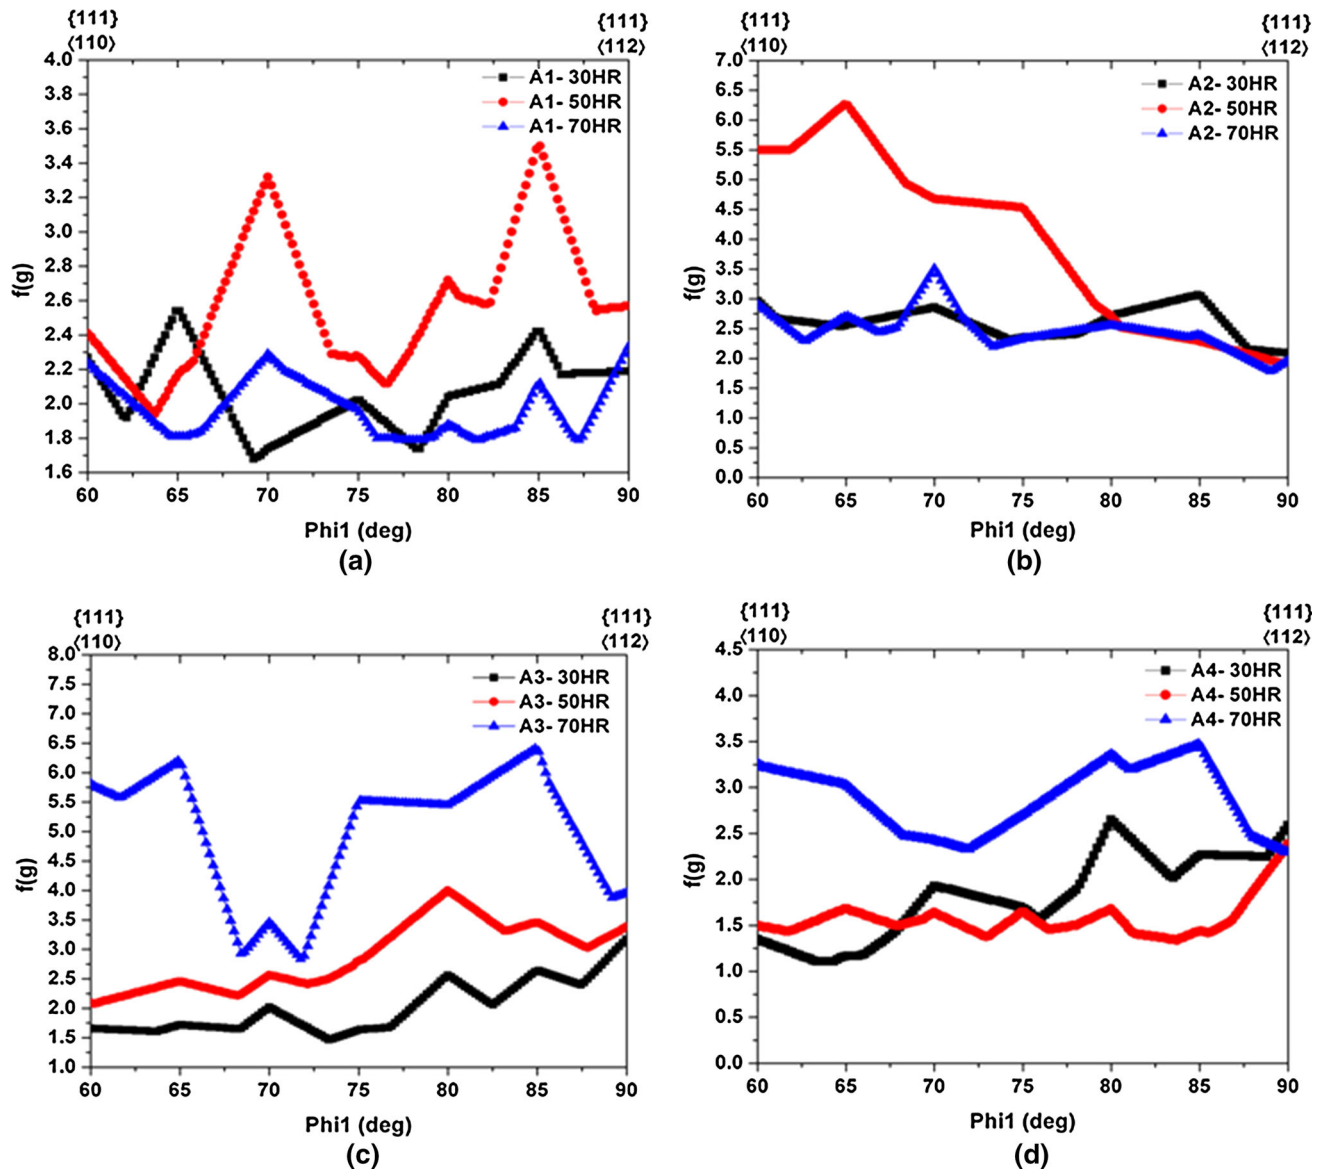 {111}
⟨110⟩
{111}
⟨112⟩
4.0
3.8
3.6
3.4
3.2
3.0
2.8
2.6
2.4
2.2
2.0
1.8
1.6
f(g)
A1- 30HR
A1- 50HR
A1- 70HR
60 65 70 75 80 85 90
Phi1 (deg)
(a)
{111}
⟨110⟩
{111}
⟨112⟩
7.0
6.5
6.0
5.5
5.0
4.5
4.0
3.5
3.0
2.5
2.0
1.5
1.0
0.5
0.0
f(g)
A2- 30HR
A2- 50HR
A2- 70HR
60 65 70 75 80 85 90
Phi1 (deg)
(b)
{111}
⟨110⟩
{111}
⟨112⟩
8.0
7.5
7.0
6.5
6.0
5.5
5.0
4.5
4.0
3.5
3.0
2.5
2.0
1.5
1.0
f(g)
A3- 30HR
A3- 50HR
A3- 70HR
60 65 70 75 80 85 90
Phi1 (deg)
(c)
{111}
⟨110⟩
{111}
⟨112⟩
4.5
4.0
3.5
3.0
2.5
2.0
1.5
1.0
0.5
0.0
f(g)
A4- 30HR
A4- 50HR
A4- 70HR
60 65 70 75 80 85 90
Phi1 (deg)
(d)